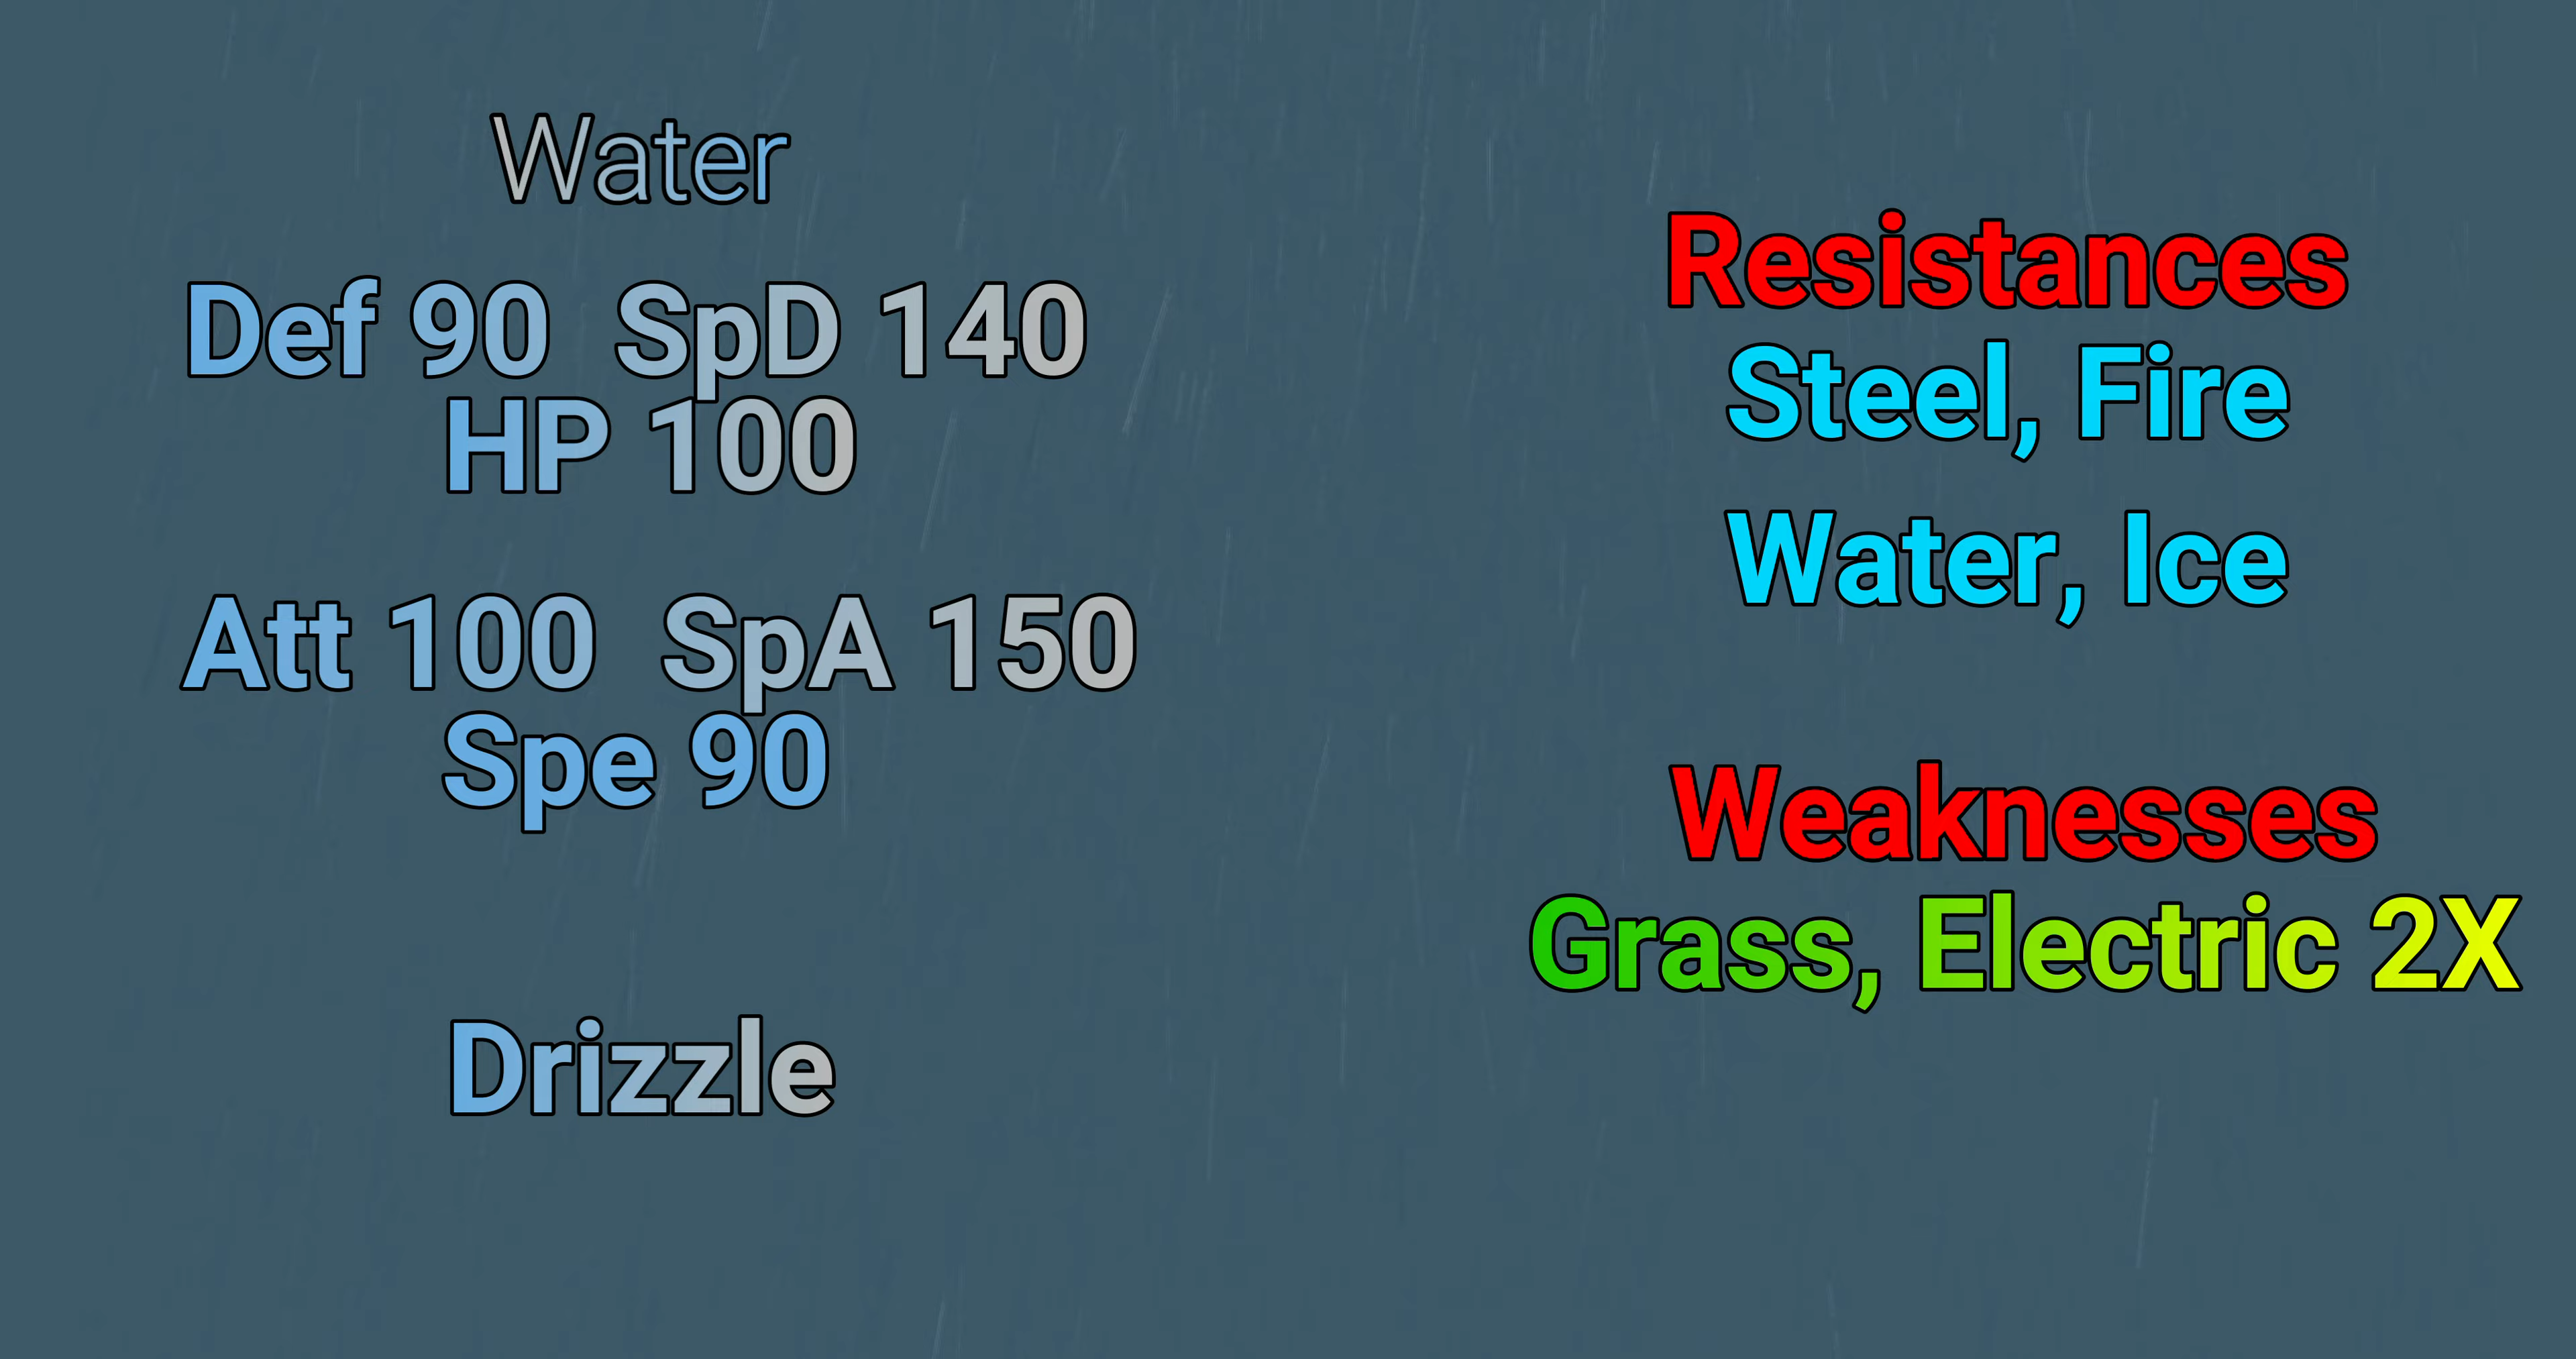 Water
Def 90  SpD 140
HP 100
Att 100  SpA 150
Spe 90
Drizzle
Resistances
Steel, Fire
Water, Ice
Weaknesses
Grass, Electric 2X